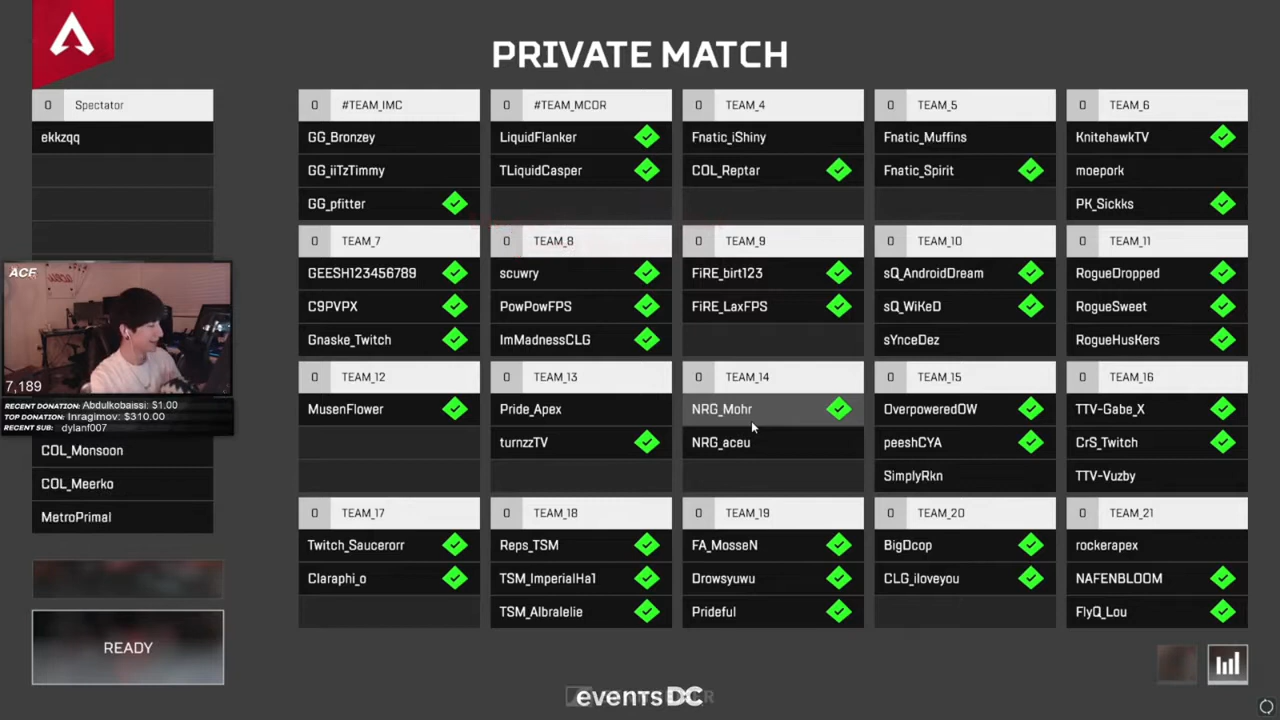 PRIVATE MATCH
0 Spectator
ekkzqq
0 #TEAM_IMC
GG_Bronzey
GG_iiTzTimmy
GG_pfitter
0 #TEAM_MCOR
LiquidFlanker
TLiquidCasper
0 TEAM_4
Fnatic_iShiny
COL_Reptar
0 TEAM_5
Fnatic_Muffins
Fnatic_Spirit
0 TEAM_6
KnitehawkTV
moepork
PK_Sickks
0 TEAM_7
GEESH123456789
C9PVPX
Gnaske_Twitch
0 TEAM_8
scuwry
PowPowFPS
ImMadnessCLG
0 TEAM_9
FiRE_birt123
FiRE_LaxFPS
0 TEAM_10
sQ_AndroidDream
sQ_WiKeD
sYnceDez
0 TEAM_11
RogueDropped
RogueSweet
RogueHusKers
ACE
7,189
RECENT DONATION: Abdulkobaissi: $1.00
TOP DONATION: Inragimov: $310.00
RECENT SUB: dylanf007
COL_Monsoon
COL_Meerko
MetroPrimal
0 TEAM_12
MusenFlower
0 TEAM_13
Pride_Apex
turnzzTV
0 TEAM_14
NRG_Mohr
NRG_aceu
0 TEAM_15
OverpoweredOW
peeshCYA
SimplyRkn
0 TEAM_16
TTV-Gabe_X
CrS_Twitch
TTV-Vuzby
0 TEAM_17
Twitch_Saucerorr
Claraphi_o
0 TEAM_18
Reps_TSM
TSM_ImperialHa1
TSM_Albralelie
0 TEAM_19
FA_MosseN
Drowsyuwu
Prideful
0 TEAM_20
BigDcop
CLG_iloveyou
0 TEAM_21
rockerapex
NAFENBLOOM
FlyQ_Lou
READY
events DC